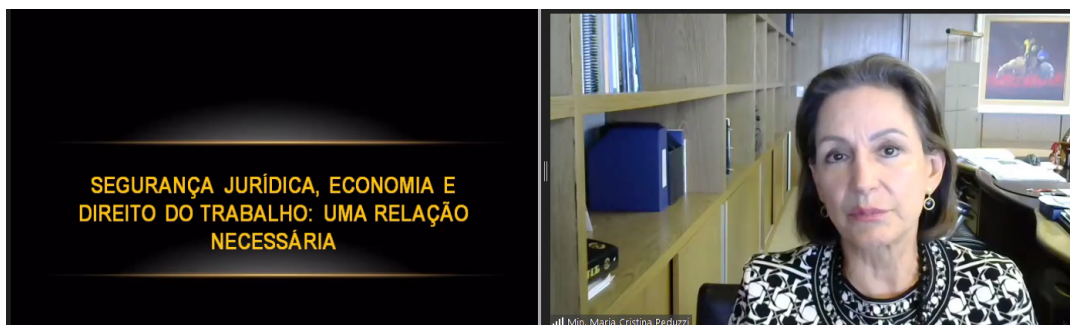 SEGURANÇA JURÍDICA, ECONOMIA E
DIREITO DO TRABALHO: UMA RELAÇÃO
NECESSÁRIA
Min. Maria Cristina Peduzzi